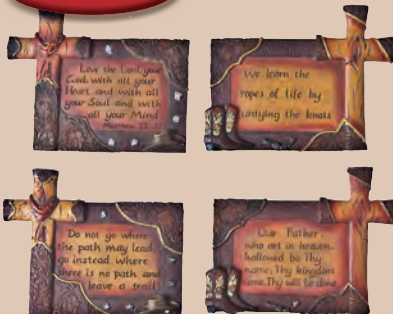 Love the Lord, your
God, with all your
Heart and with all
your Soul and with
all your Mind
Matthew 22:37
We learn the
ropes of life by
untying the knots
Do not go where
the path may lead,
go instead where
there is no path and
leave a trail
Our Father,
who art in heaven,
hallowed be Thy
name, Thy kingdom
come, Thy will be done